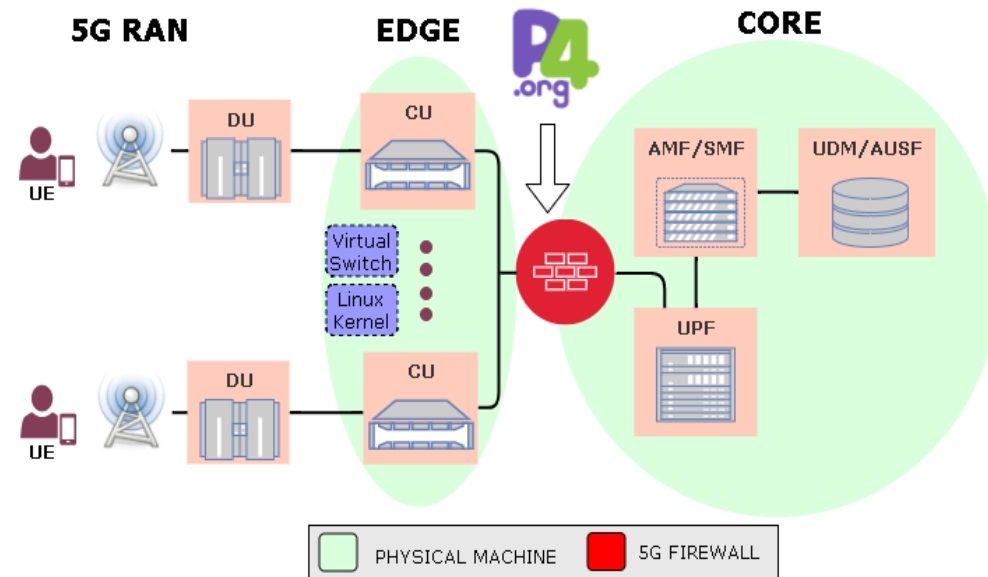 5G RAN
EDGE
CORE
P4
.org
DU
CU
AMF/SMF
UDM/AUSF
UE
Virtual
Switch
Linux
Kernel
UPF
DU
CU
UE
PHYSICAL MACHINE
5G FIREWALL